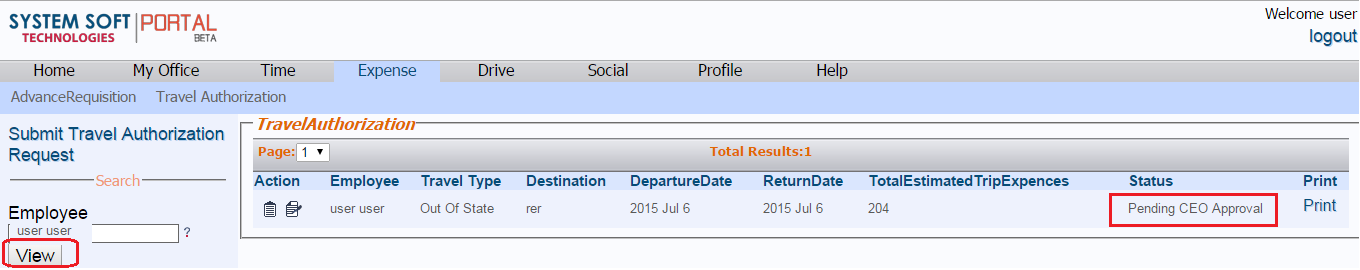 SYSTEM SOFT PORTAL
TECHNOLOGIES BETA
Welcome user
logout
Home My Office Time Expense Drive Social Profile Help
AdvanceRequisition Travel Authorization
Submit Travel Authorization
Request
Search
Employee
user user ?
View
TravelAuthorization
Page: 1 Total Results:1
Action Employee Travel Type Destination DepartureDate ReturnDate TotalEstimatedTripExpences Status Print
user user Out Of State rer 2015 Jul 6 2015 Jul 6 204 Pending CEO Approval Print